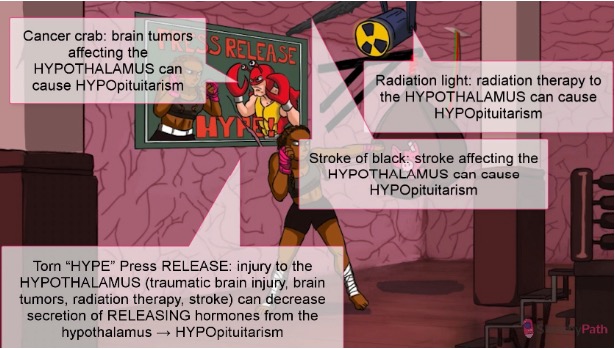 Cancer crab: brain tumors
affecting the
HYPOTHALAMUS can
cause HYPOpituitarism
PRESS RELEASE
HYPE!
Radiation light: radiation therapy to
the HYPOTHALAMUS can cause
HYPOpituitarism
Stroke of black: stroke affecting the
HYPOTHALAMUS can cause
HYPOpituitarism
Torn “HYPE” Press RELEASE: injury to the
HYPOTHALAMUS (traumatic brain injury, brain
tumors, radiation therapy, stroke) can decrease
secretion of RELEASING hormones from the
hypothalamus → HYPOpituitarism